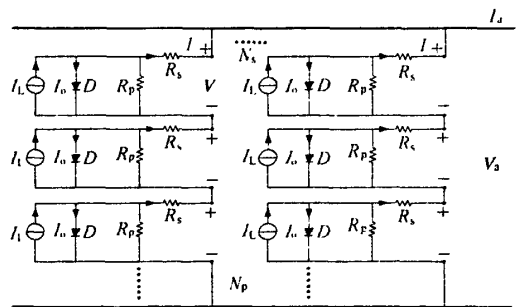 I + N_s I + I_a
I_L I_o D R_p R_s V I_L I_o D R_p R_s
− −
+ +
I_L I_o D R_p R_s I_L I_o D R_p R_s V_a
− −
+ +
I_L I_o D R_p R_s I_L I_o D R_p R_s
− −
N_p